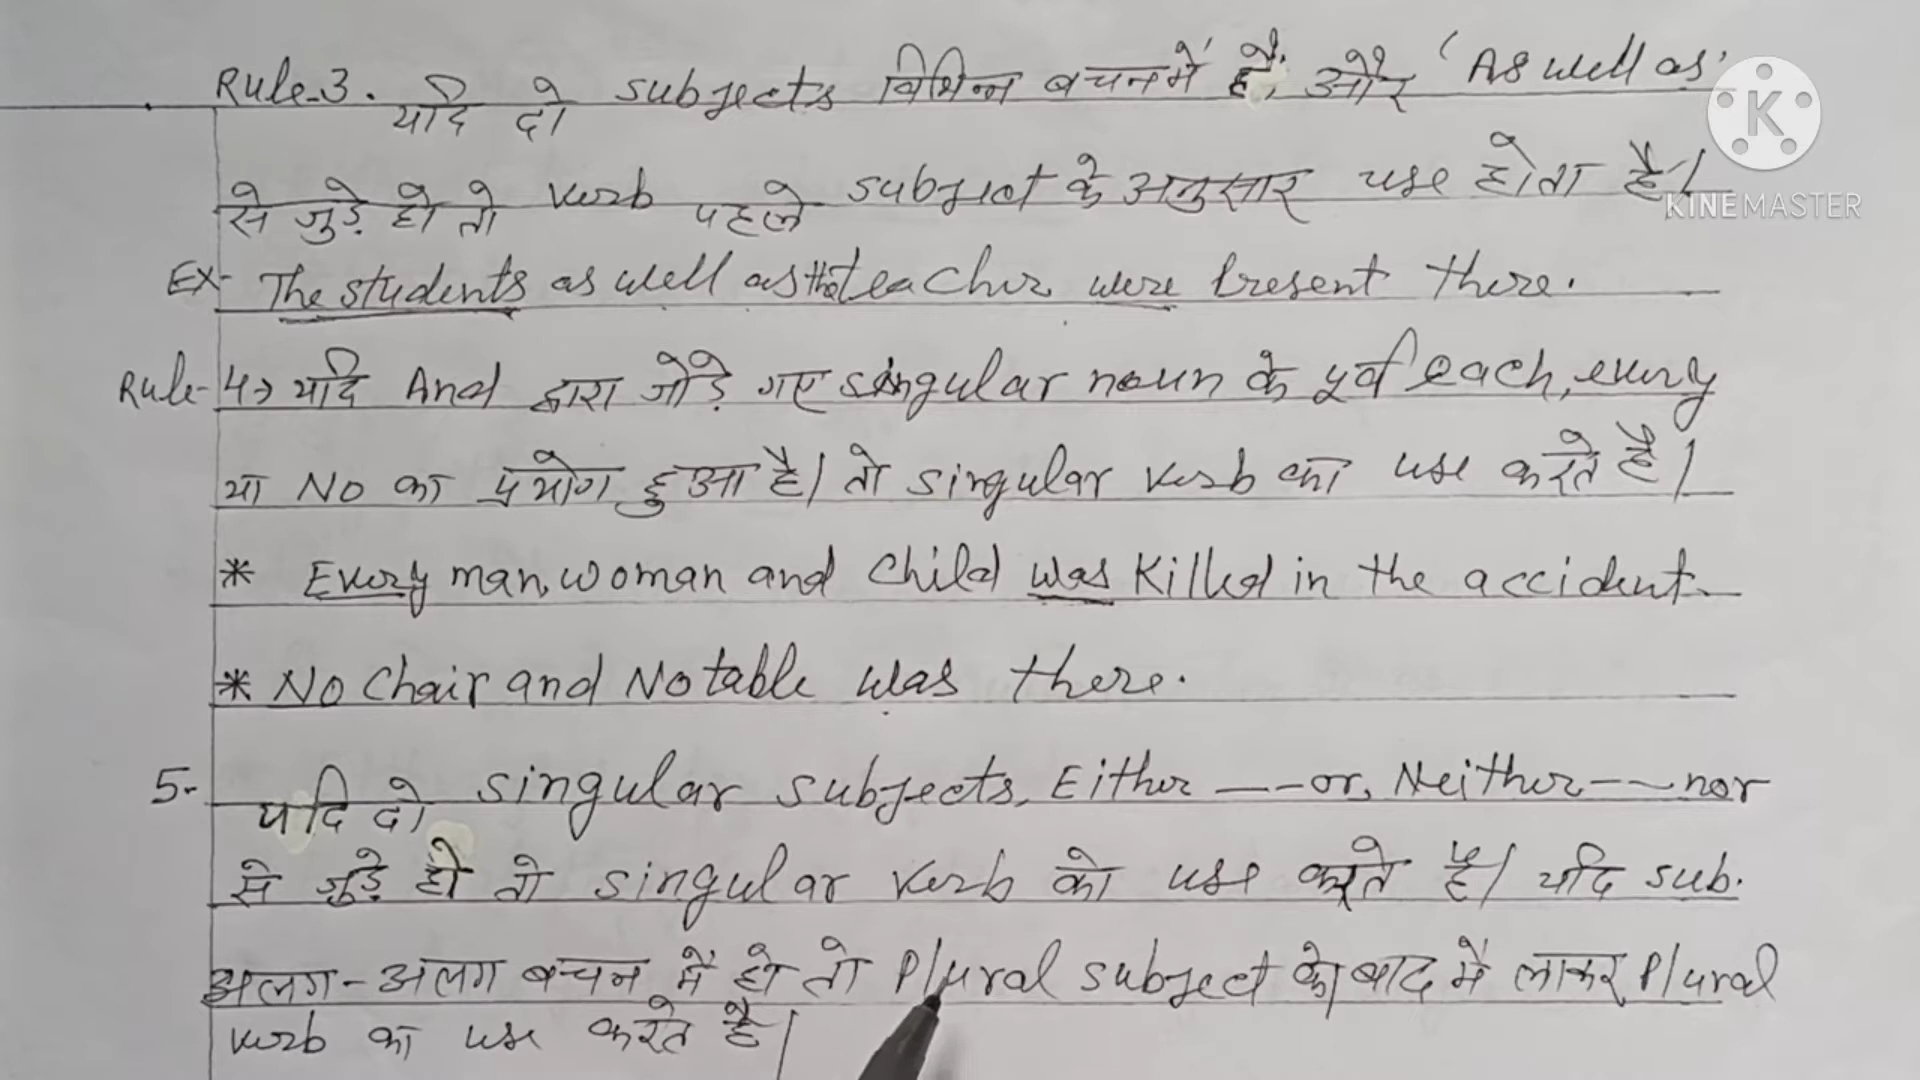 Rule-3. यदि दो subjects विभिन्न बचन में हो, और 'As well as'
से जुड़े हो तो verb पहले subject के अनुसार use होता है।
KINEMASTER
Ex- The students as well as the teacher were present there.
Rule-4→ यदि And द्वारा जोड़े गए singular noun के पूर्व each, every
या No का प्रयोग हुआ है। तो singular verb का use करते है।
* Every man, woman and child was killed in the accident.
* No chair and No table was there.
5- यदि दो singular subjects, Either -- or, Neither -- nor
से जुड़े हो तो singular verb को use करते है। यदि sub.
अलग-अलग बचन में हो तो Plural subject को बाद में लाकर Plural
verb का use करते है।